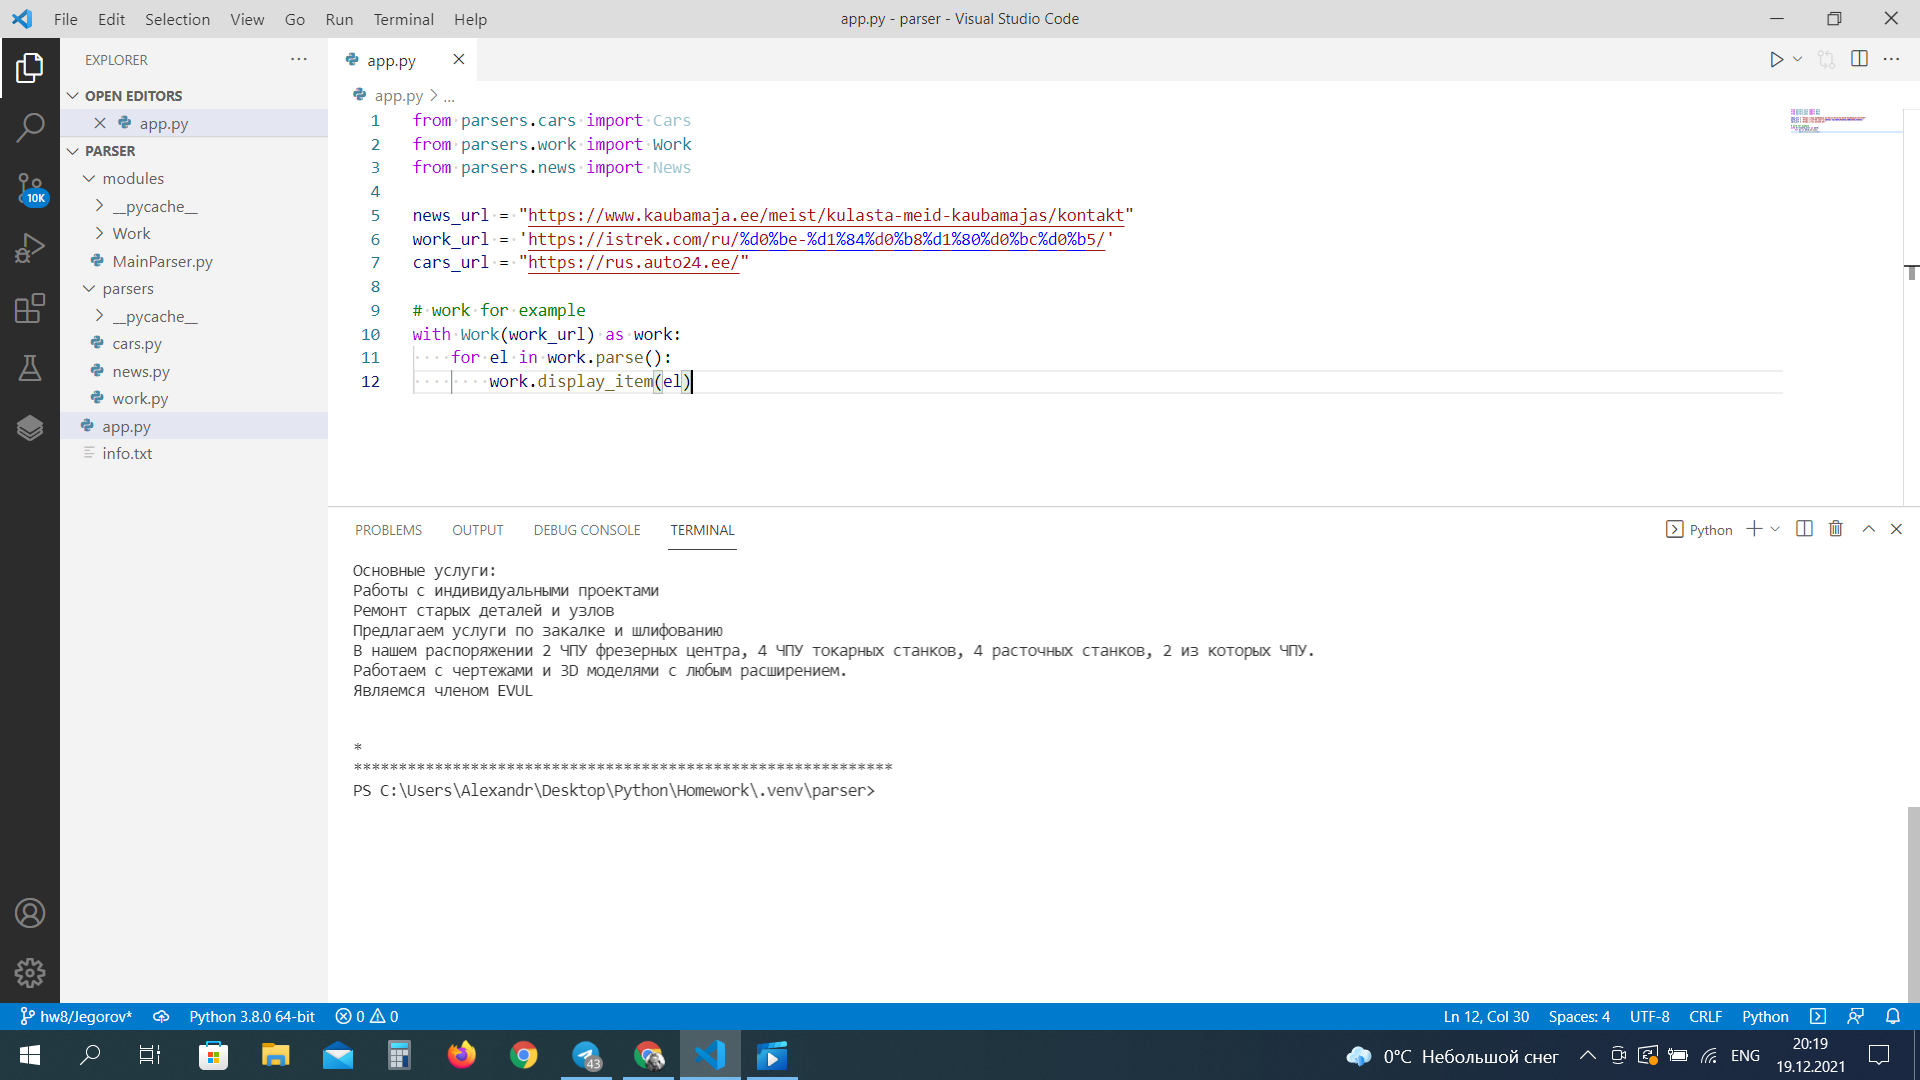 File Edit Selection View Go Run Terminal Help
app.py - parser - Visual Studio Code
EXPLORER
OPEN EDITORS
app.py
PARSER
modules
__pycache__
Work
MainParser.py
parsers
__pycache__
cars.py
news.py
work.py
app.py
info.txt
10K
app.py
app.py > ...
1 from parsers.cars import Cars
2 from parsers.work import Work
3 from parsers.news import News
4
5 news_url = "https://www.kaubamaja.ee/meist/kulasta-meid-kaubamajas/kontakt"
6 work_url = 'https://istrek.com/ru/%d0%be-%d1%84%d0%b8%d1%80%d0%bc%d0%b5/'
7 cars_url = "https://rus.auto24.ee/"
8
9 # work for example
10 with Work(work_url) as work:
11 for el in work.parse():
12 work.display_item(el)
PROBLEMS OUTPUT DEBUG CONSOLE TERMINAL
Python
Основные услуги:
Работы с индивидуальными проектами
Ремонт старых деталей и узлов
Предлагаем услуги по закалке и шлифованию
В нашем распоряжении 2 ЧПУ фрезерных центра, 4 ЧПУ токарных станков, 4 расточных станков, 2 из которых ЧПУ.
Работаем с чертежами и 3D моделями с любым расширением.
Являемся членом EVUL
*
************************************************************
PS C:\Users\Alexandr\Desktop\Python\Homework\.venv\parser>
hw8/Jegorov* Python 3.8.0 64-bit 0 0
Ln 12, Col 30 Spaces: 4 UTF-8 CRLF Python
43
0°C Небольшой снег
ENG
20:19
19.12.2021